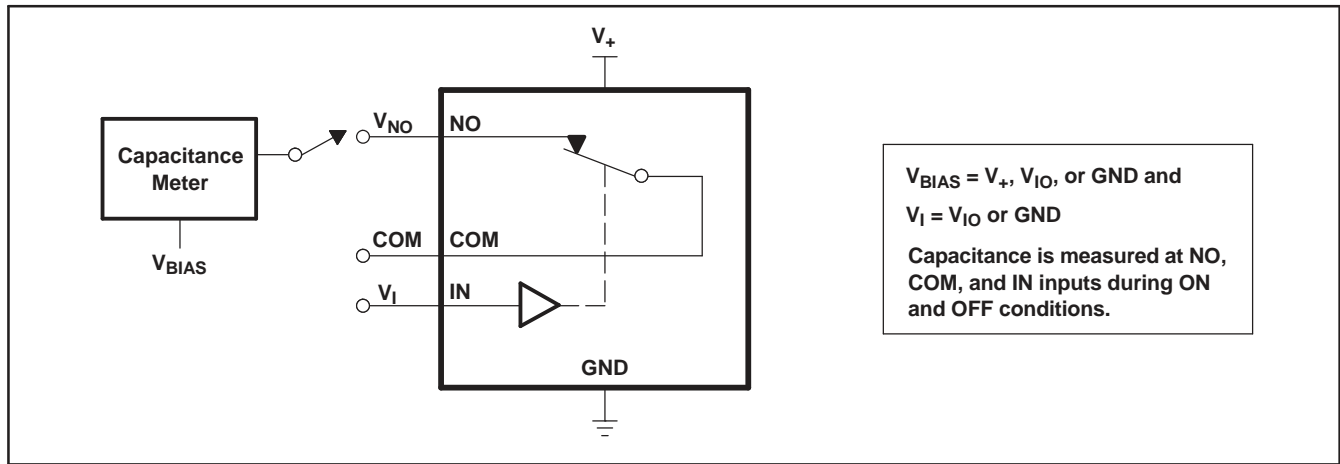 V+
VNO
NO
Capacitance
Meter
VBIAS
COM
COM
VI
IN
GND
VBIAS = V+, VIO, or GND and
VI = VIO or GND
Capacitance is measured at NO,
COM, and IN inputs during ON
and OFF conditions.